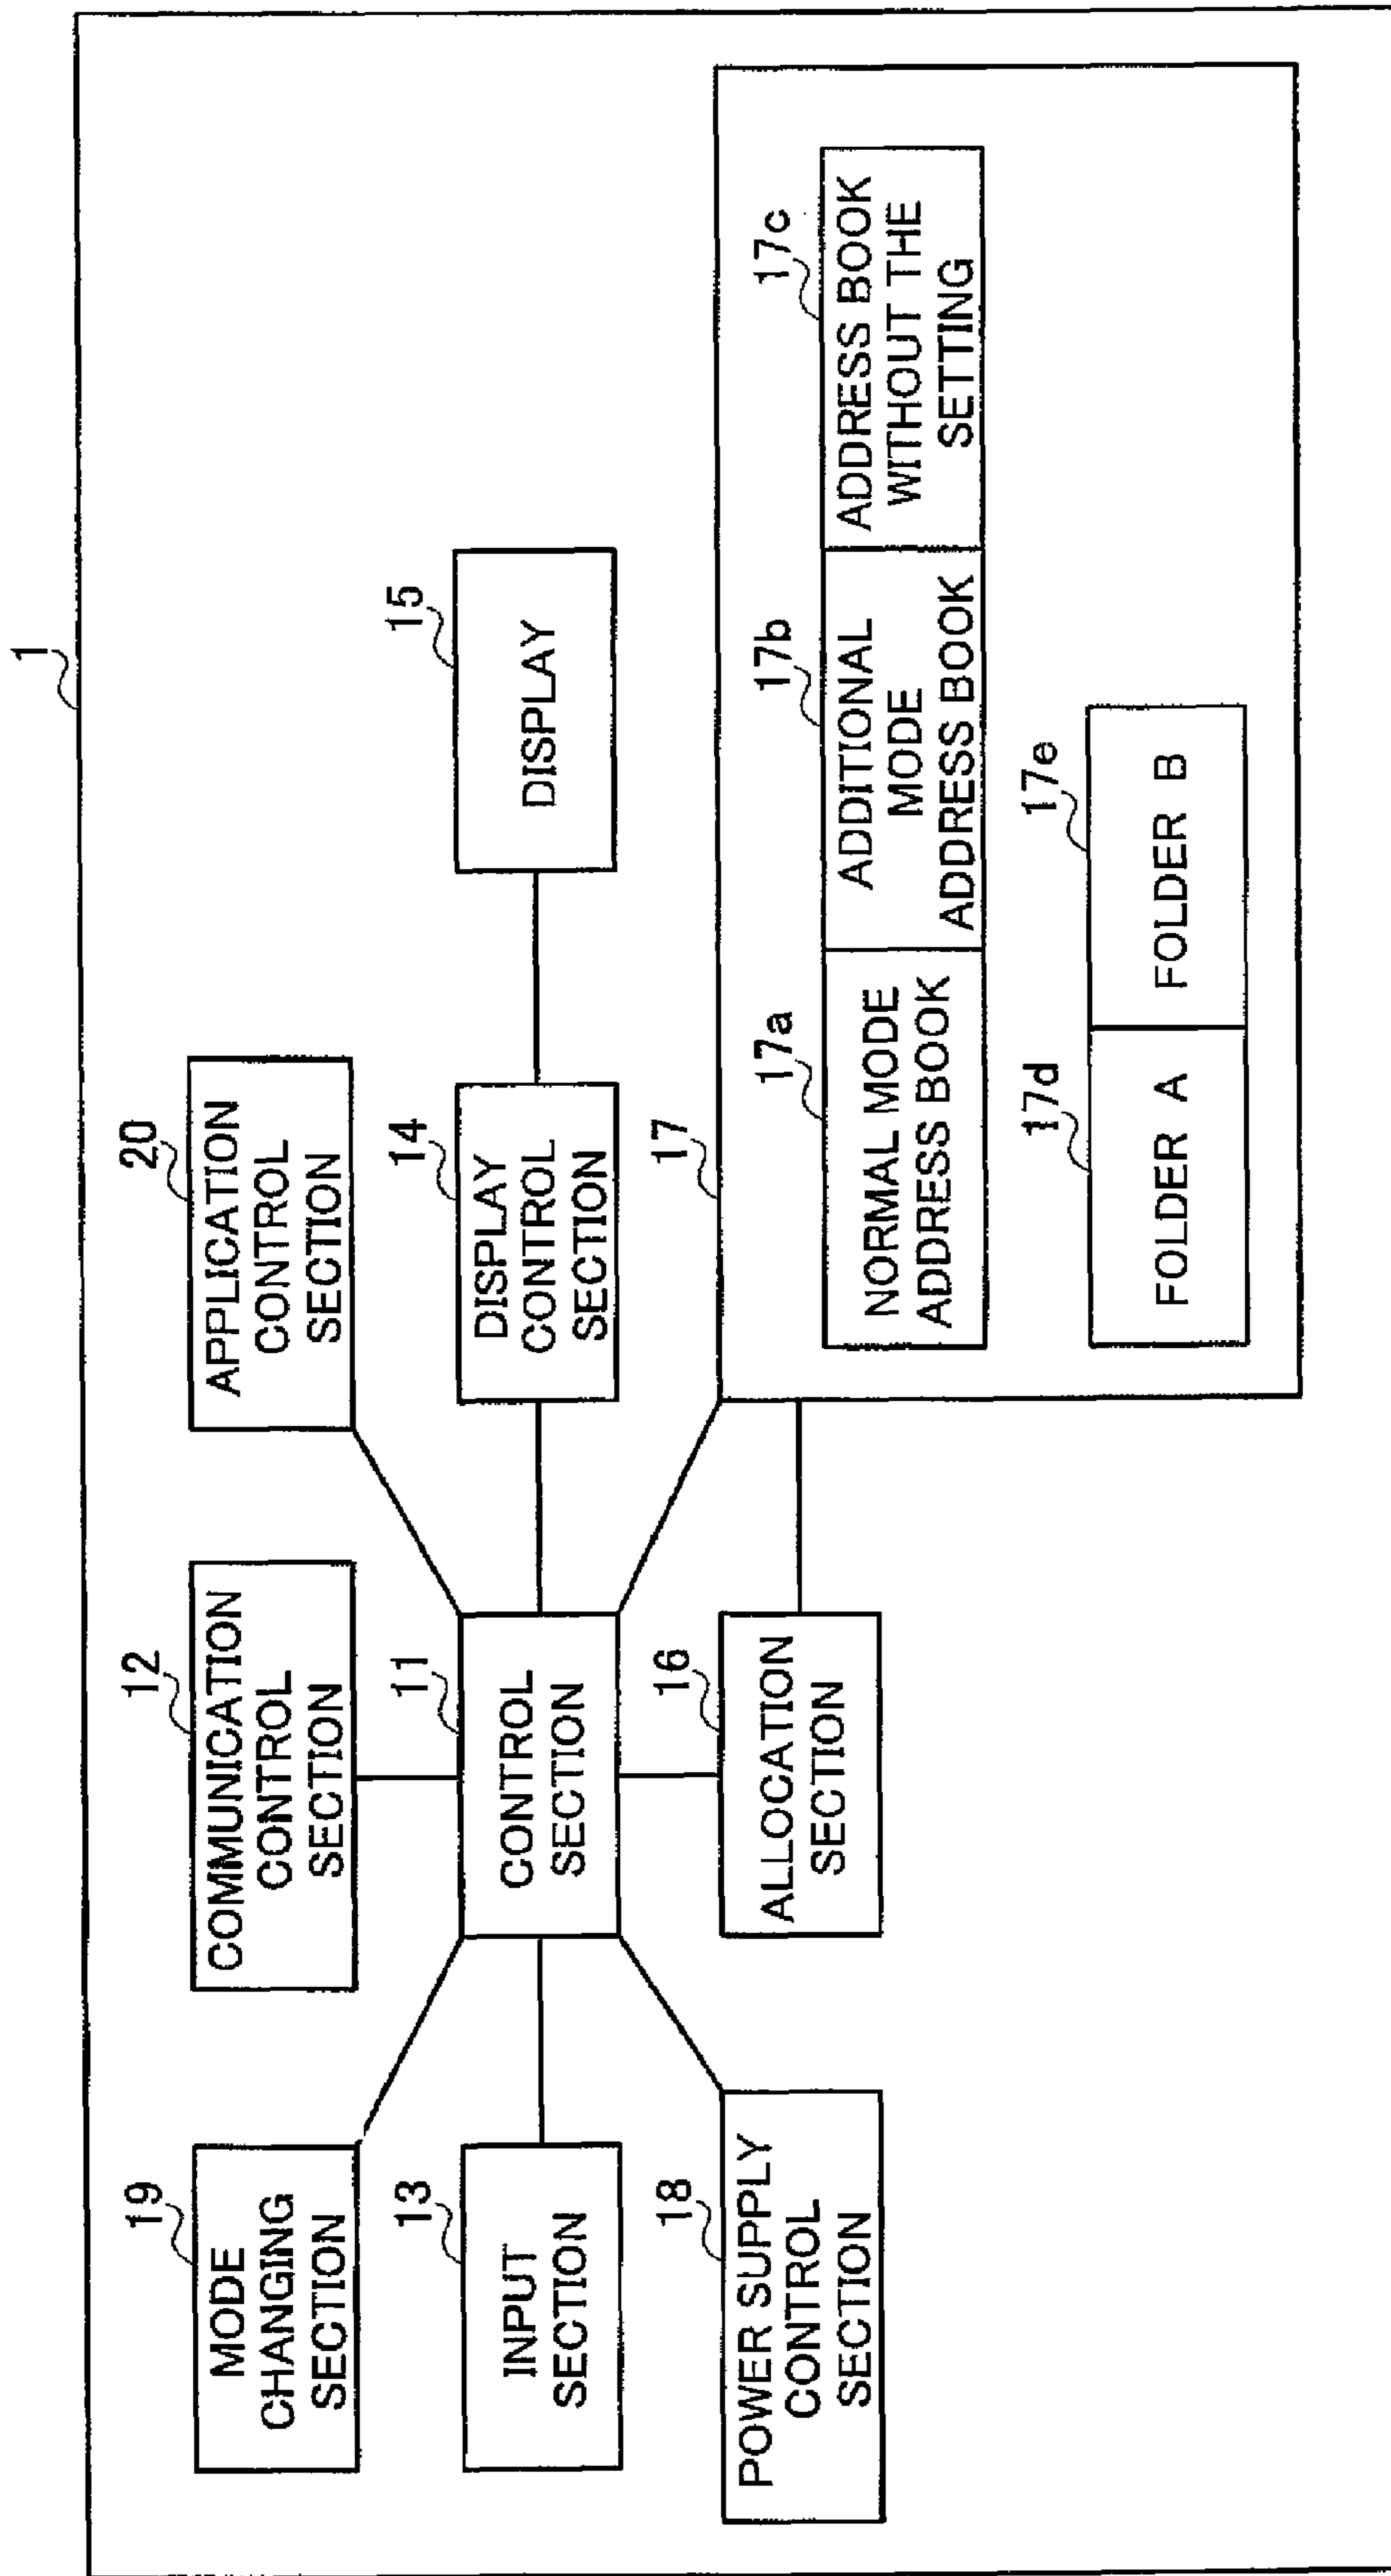 1
19
MODE
CHANGING
SECTION
12
COMMUNICATION
CONTROL
SECTION
20
APPLICATION
CONTROL
SECTION
13
INPUT
SECTION
11
CONTROL
SECTION
14
DISPLAY
CONTROL
SECTION
15
DISPLAY
18
POWER SUPPLY
CONTROL
SECTION
16
ALLOCATION
SECTION
17
17a
NORMAL MODE
ADDRESS BOOK
17b
ADDITIONAL
MODE
ADDRESS BOOK
17c
ADDRESS BOOK
WITHOUT THE
SETTING
17d
FOLDER A
17e
FOLDER B